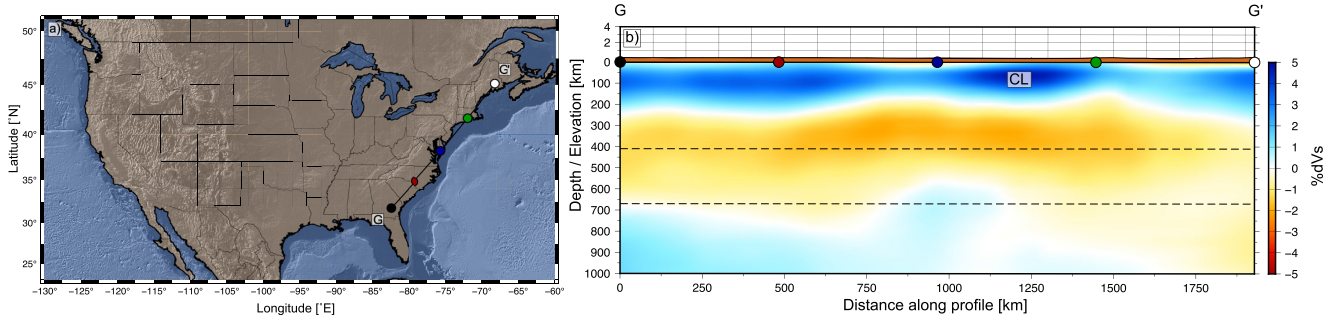 a)
50°
45°
40°
35°
30°
25°
Latitude [˚N]
G'
G
−130° −125° −120° −115° −110° −105° −100° −95° −90° −85° −80° −75° −70° −65° −60°
Longitude [˚E]
G G'
b)
4
2
0
100
200
300
400
500
600
700
800
900
1000
Depth / Elevation [km]
CL
0 250 500 750 1000 1250 1500 1750
Distance along profile [km]
5
4
3
2
1
0
−1
−2
−3
−4
−5
%dVs